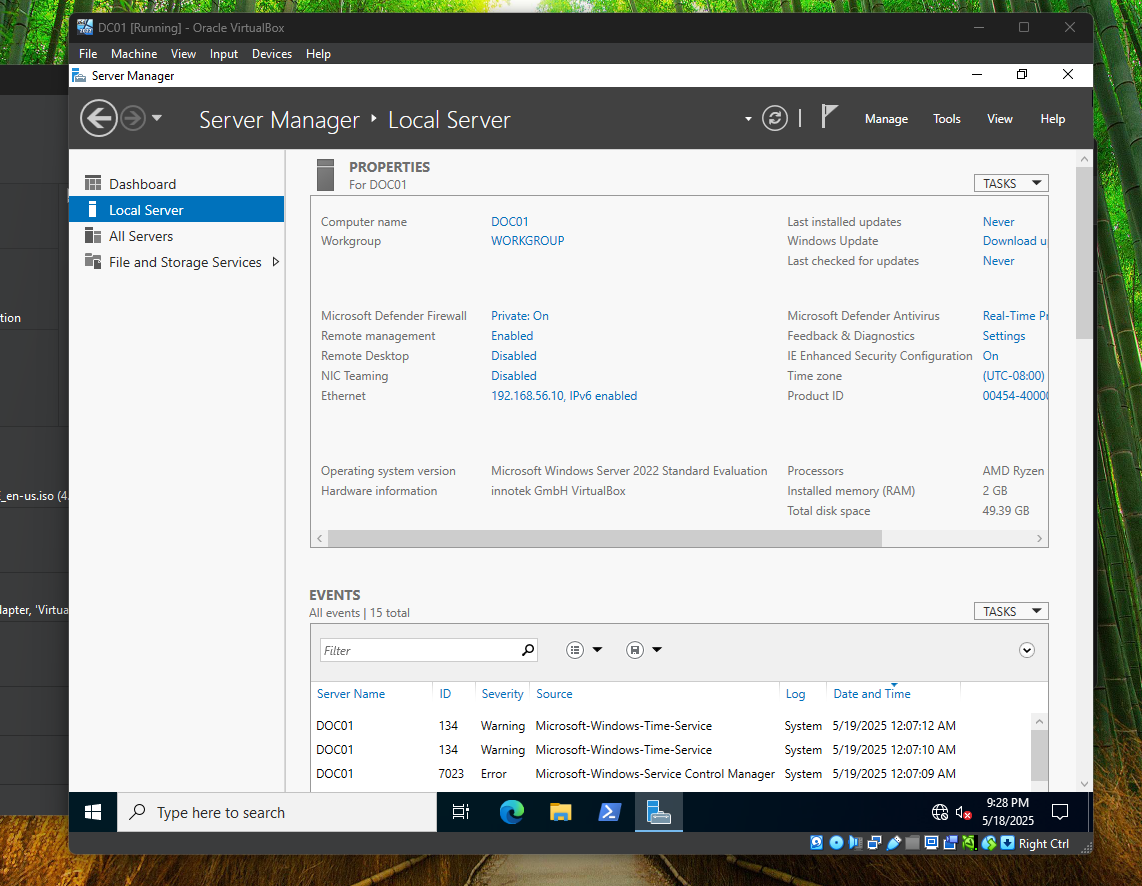 DC01 [Running] - Oracle VirtualBox
File Machine View Input Devices Help
Server Manager
Server Manager Local Server
Manage Tools View Help
Dashboard
Local Server
All Servers
File and Storage Services
PROPERTIES
For DOC01
TASKS
Computer name DOC01
Workgroup WORKGROUP
Last installed updates Never
Windows Update Download u
Last checked for updates Never
Microsoft Defender Firewall Private: On
Remote management Enabled
Remote Desktop Disabled
NIC Teaming Disabled
Ethernet 192.168.56.10, IPv6 enabled
Microsoft Defender Antivirus Real-Time Pr
Feedback & Diagnostics Settings
IE Enhanced Security Configuration On
Time zone (UTC-08:00)
Product ID 00454-40000
Operating system version Microsoft Windows Server 2022 Standard Evaluation
Hardware information innotek GmbH VirtualBox
Processors AMD Ryzen
Installed memory (RAM) 2 GB
Total disk space 49.39 GB
EVENTS
All events | 15 total
TASKS
Filter
Server Name ID Severity Source Log Date and Time
DOC01 134 Warning Microsoft-Windows-Time-Service System 5/19/2025 12:07:12 AM
DOC01 134 Warning Microsoft-Windows-Time-Service System 5/19/2025 12:07:10 AM
DOC01 7023 Error Microsoft-Windows-Service Control Manager System 5/19/2025 12:07:09 AM
Type here to search
9:28 PM
5/18/2025
Right Ctrl
tion
_en-us.iso (4.
lapter, 'Virtua